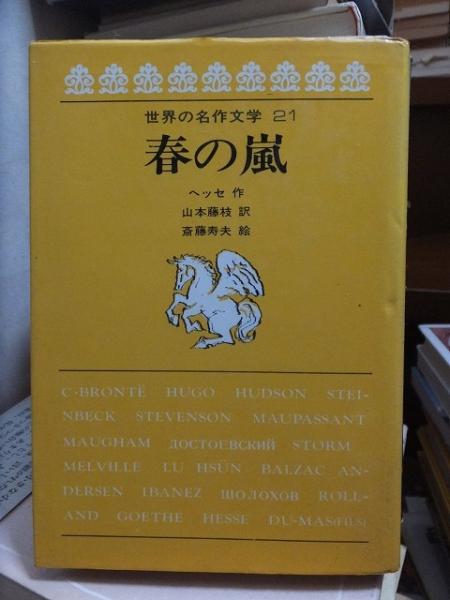 世界の名作文学 21
春の嵐
ヘッセ 作
山本藤枝 訳
斎藤寿夫 絵
C·BRONTË HUGO HUDSON STEI-
NBECK STEVENSON MAUPASSANT
MAUGHAM ДОСТОЕВСКИЙ STORM
MELVILLE LU HSÜN BALZAC AN-
DERSEN IBANEZ ШОЛОХОВ ROLL-
AND GOETHE HESSE DU-MAS(FILS)